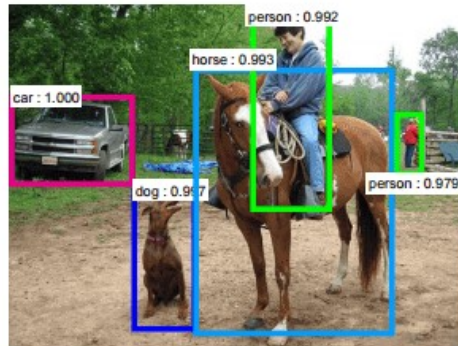 person : 0.992
horse : 0.993
car : 1.000
dog : 0.997
person : 0.979